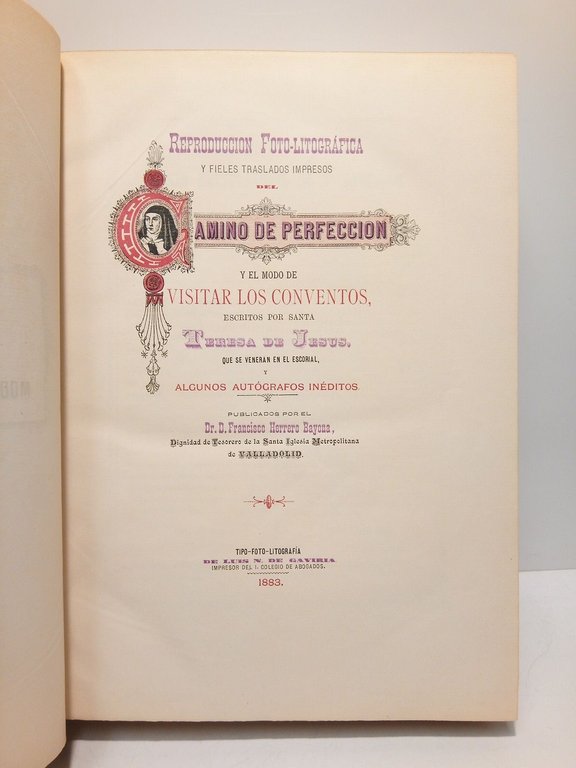 REPRODUCCION FOTO-LITOGRÁFICA
Y FIELES TRASLADOS IMPRESOS
DEL
CAMINO DE PERFECCION
Y EL MODO DE
VISITAR LOS CONVENTOS,
ESCRITOS POR SANTA
TERESA DE JESUS,
QUE SE VENERAN EN EL ESCORIAL,
Y
ALGUNOS AUTÓGRAFOS INÉDITOS.
PUBLICADOS POR EL
Dr. D. Francisco Herrero Bayona,
Dignidad de Tesorero de la Santa Iglesia Metropolitana
de VALLADOLID.
TIPO-FOTO-LITOGRAFÍA
DE LUIS N. DE GAVIRIA
IMPRESOR DEL I. COLEGIO DE ABOGADOS.
1883.